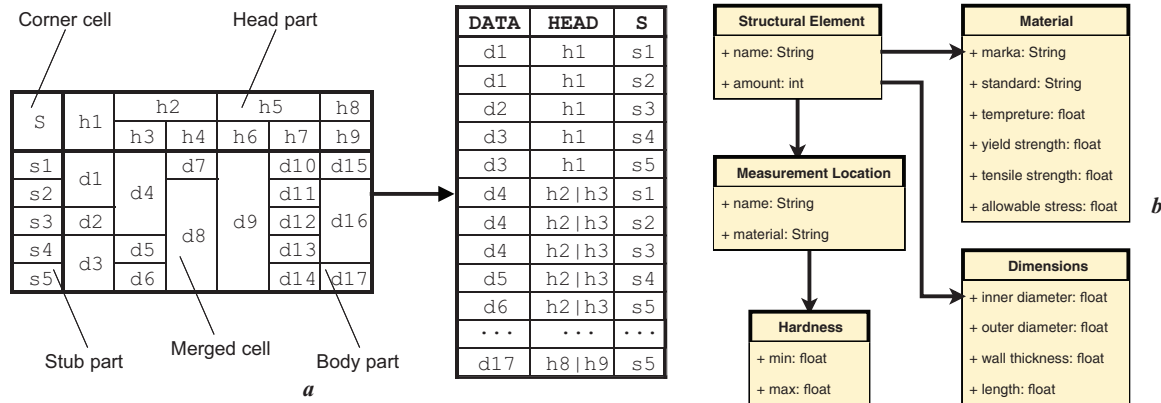 Corner cell
Head part
S h1 h2 h5 h8
h3 h4 h6 h7 h9
s1 d1 d4 d7 d9 d10 d15
s2 d8 d11 d16
s3 d2 d12
s4 d3 d5 d13
s5 d6 d14 d17
Stub part
Merged cell
Body part
a
DATA HEAD S
d1 h1 s1
d1 h1 s2
d2 h1 s3
d3 h1 s4
d3 h1 s5
d4 h2|h3 s1
d4 h2|h3 s2
d4 h2|h3 s3
d5 h2|h3 s4
d6 h2|h3 s5
... ... ...
d17 h8|h9 s5
Structural Element
+ name: String
+ amount: int
Measurement Location
+ name: String
+ material: String
Hardness
+ min: float
+ max: float
Material
+ marka: String
+ standard: String
+ tempreture: float
+ yield strength: float
+ tensile strength: float
+ allowable stress: float
Dimensions
+ inner diameter: float
+ outer diameter: float
+ wall thickness: float
+ length: float
b